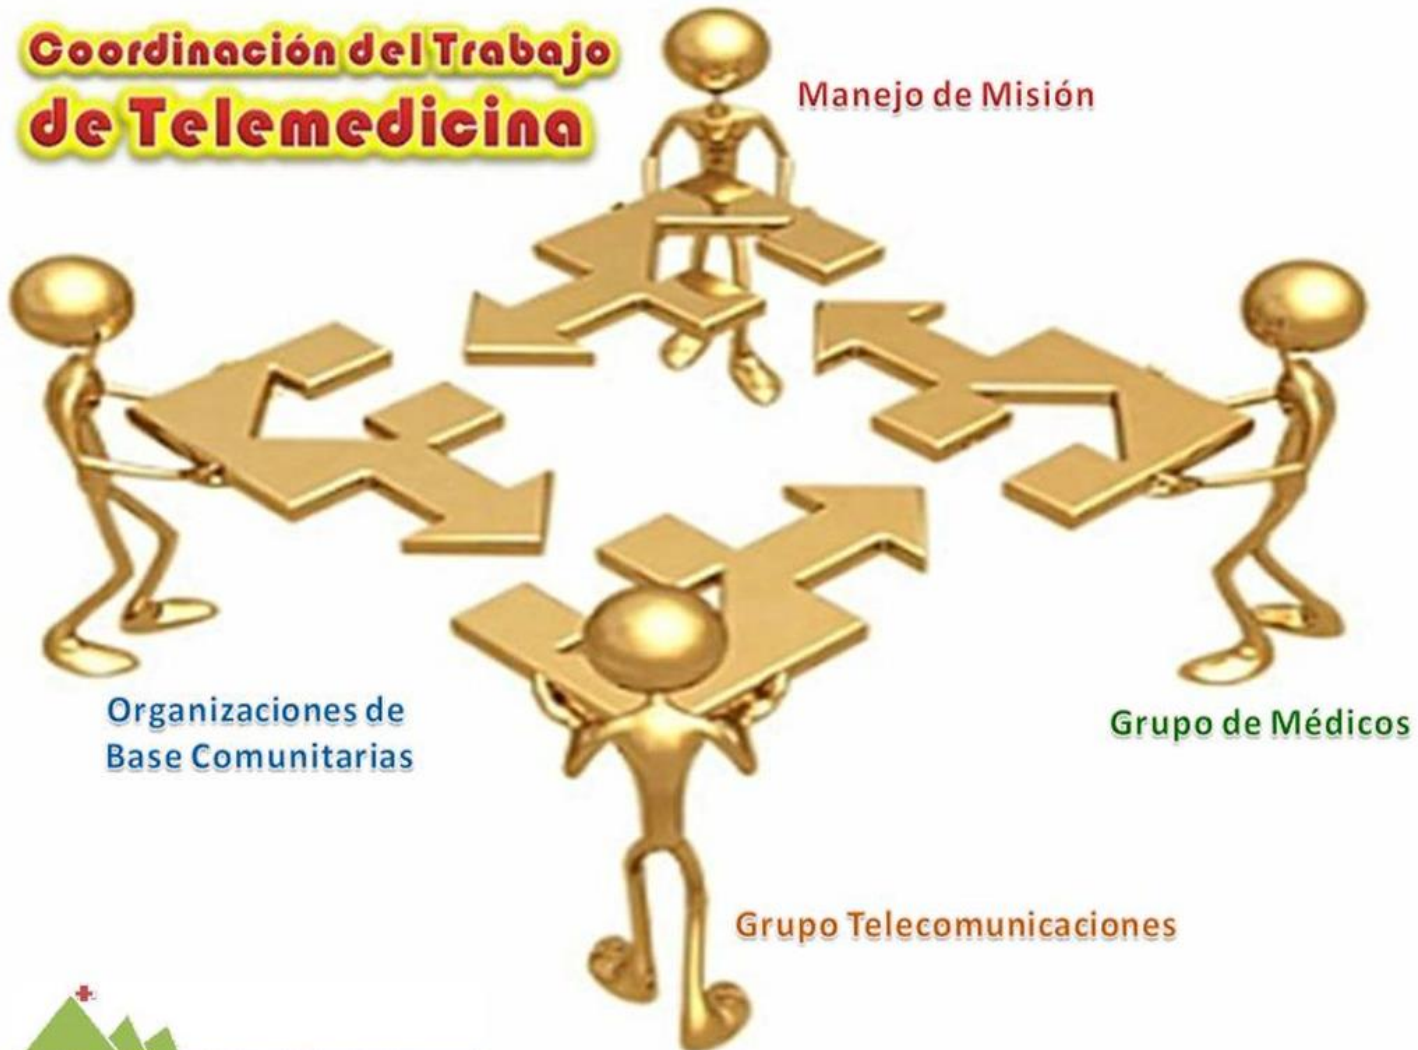 Coordinación del Trabajo
de Telemedicina
Manejo de Misión
Organizaciones de
Base Comunitarias
Grupo de Médicos
Grupo Telecomunicaciones